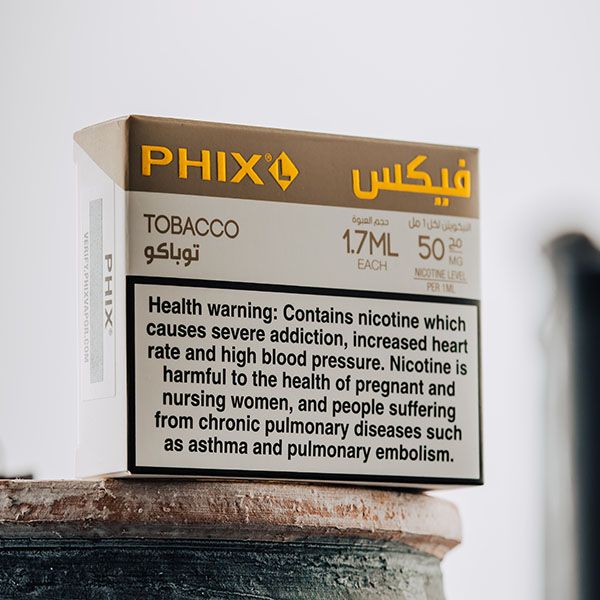 PHIX® L فيكس
TOBACCO
توباكو
حجم العبوة
1.7ML
EACH
النيكوتين لكل 1 مل
50 مج
MG
NICOTINE LEVEL
PER 1ML
Health warning: Contains nicotine which
causes severe addiction, increased heart
rate and high blood pressure. Nicotine is
harmful to the health of pregnant and
nursing women, and people suffering
from chronic pulmonary diseases such
as asthma and pulmonary embolism.
PHIX®
VERIFY.PHIXVAPOR.COM